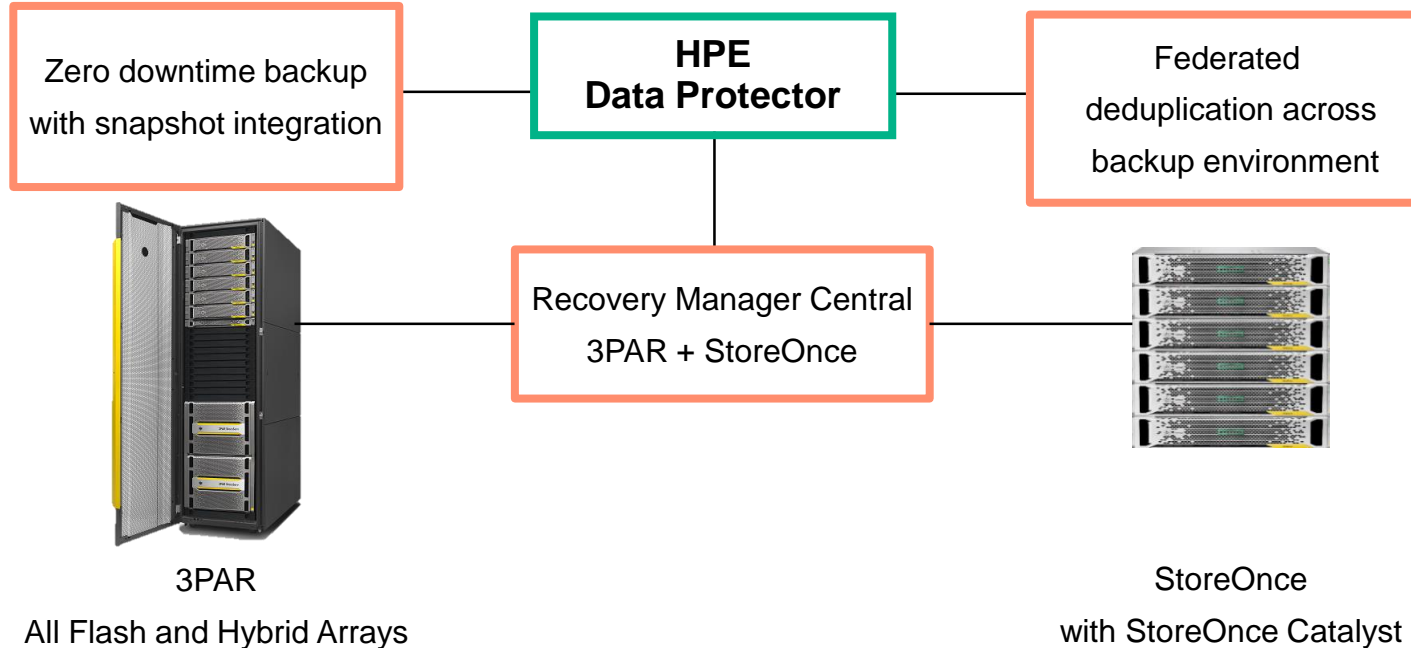 Zero downtime backup
with snapshot integration
HPE
Data Protector
Federated
deduplication across
backup environment
Recovery Manager Central
3PAR + StoreOnce
3PAR
All Flash and Hybrid Arrays
StoreOnce
with StoreOnce Catalyst